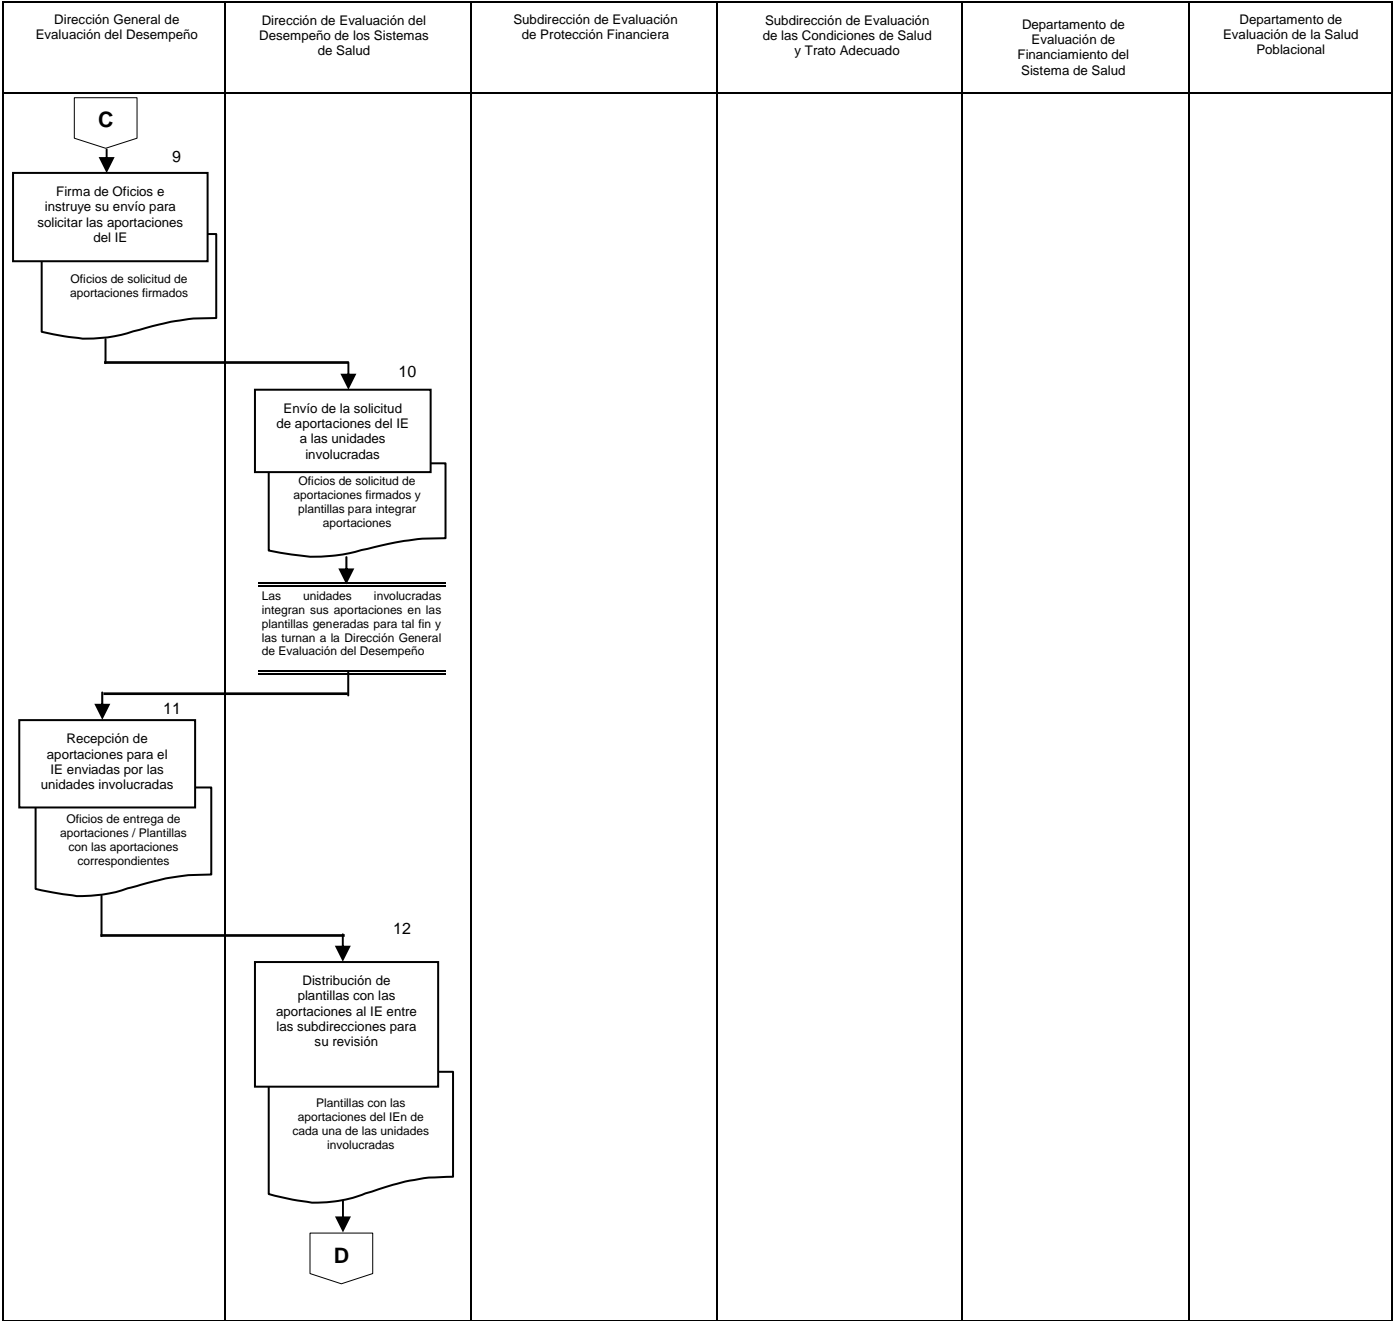 Dirección General de
Evaluación del Desempeño
Dirección de Evaluación del
Desempeño de los Sistemas
de Salud
Subdirección de Evaluación
de Protección Financiera
Subdirección de Evaluación
de las Condiciones de Salud
y Trato Adecuado
Departamento de
Evaluación de
Financiamiento del
Sistema de Salud
Departamento de
Evaluación de la Salud
Poblacional
C
9
Firma de Oficios e
instruye su envío para
solicitar las aportaciones
del IE
Oficios de solicitud de
aportaciones firmados
10
Envío de la solicitud
de aportaciones del IE
a las unidades
involucradas
Oficios de solicitud de
aportaciones firmados y
plantillas para integrar
aportaciones
Las unidades involucradas
integran sus aportaciones en las
plantillas generadas para tal fin y
las turnan a la Dirección General
de Evaluación del Desempeño
11
Recepción de
aportaciones para el
IE enviadas por las
unidades involucradas
Oficios de entrega de
aportaciones / Plantillas
con las aportaciones
correspondientes
12
Distribución de
plantillas con las
aportaciones al IE entre
las subdirecciones para
su revisión
Plantillas con las
aportaciones del IEn de
cada una de las unidades
involucradas
D